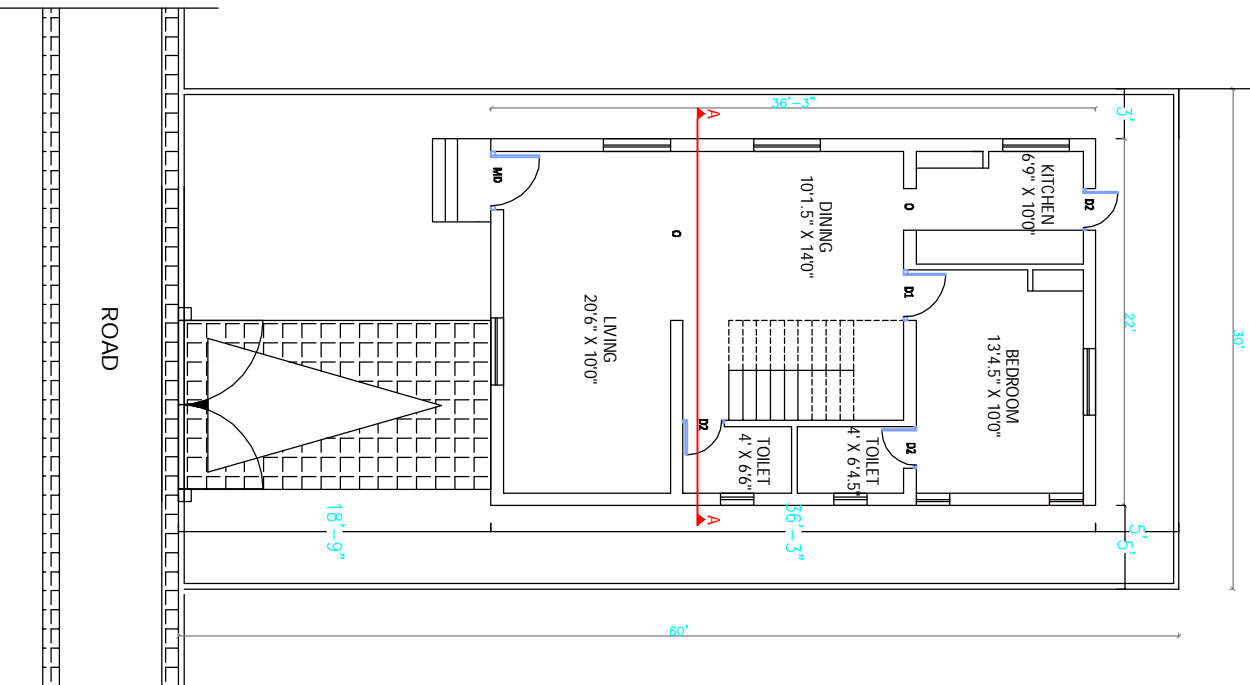 36'-3"
A
3'
KITCHEN
6'9" X 10'0"
D2
MD
DINING
10'1.5" X 14'0"
O
O
D1
22'
30'
ROAD
LIVING
20'6" X 10'0"
BEDROOM
13'4.5" X 10'0"
D2
TOILET
4' X 6'6"
TOILET
4' X 6'4.5"
D2
A
18'-9"
36'-3"
5'
5'
60'